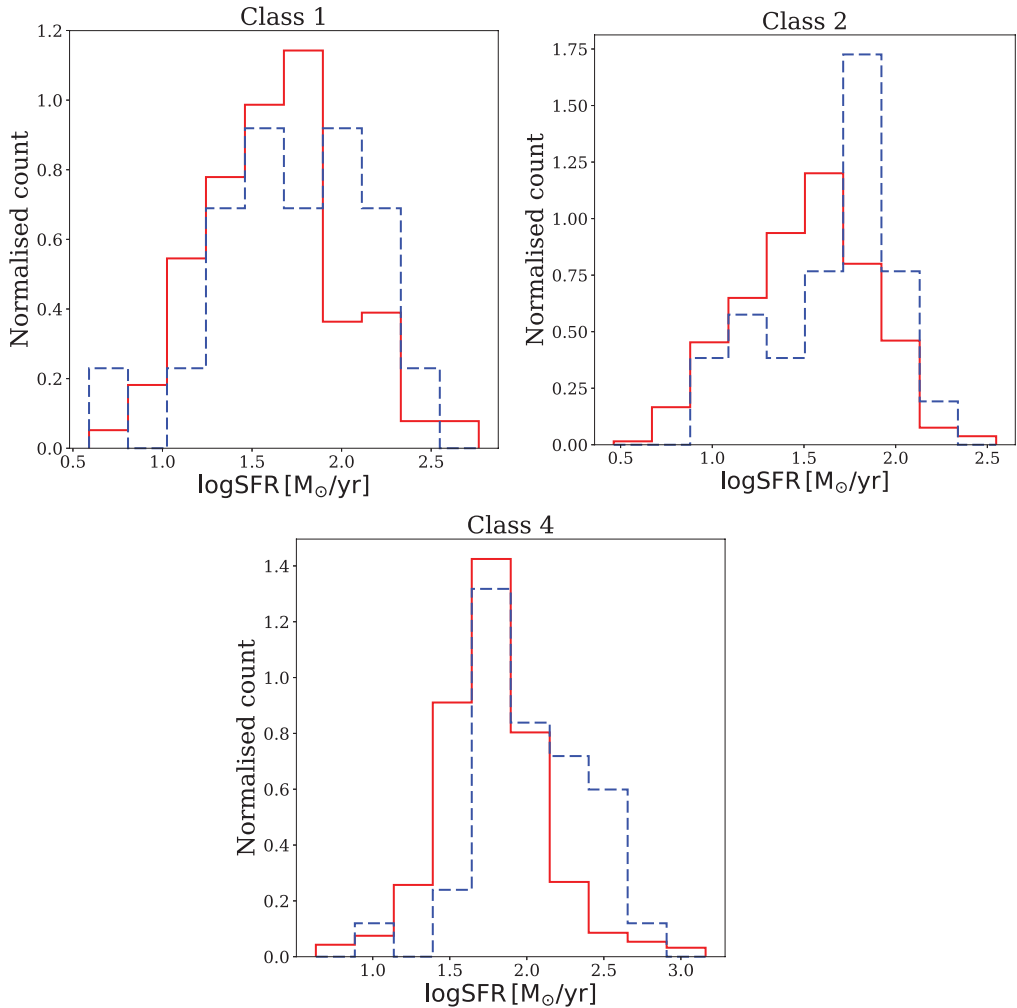 Class 1
Normalised count
1.2
1.0
0.8
0.6
0.4
0.2
0.0
0.5 1.0 1.5 2.0 2.5
logSFR [M⊙/yr]
Class 2
Normalised count
1.75
1.50
1.25
1.00
0.75
0.50
0.25
0.00
0.5 1.0 1.5 2.0 2.5
logSFR [M⊙/yr]
Class 4
Normalised count
1.4
1.2
1.0
0.8
0.6
0.4
0.2
0.0
1.0 1.5 2.0 2.5 3.0
logSFR [M⊙/yr]